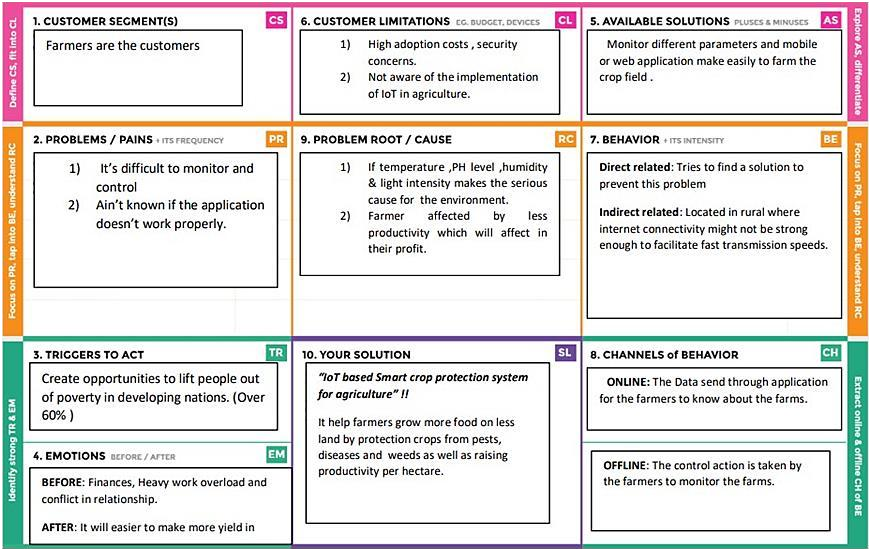 Define CS, fit into CL
1. CUSTOMER SEGMENT(S)
CS
Farmers are the customers
6. CUSTOMER LIMITATIONS EG. BUDGET, DEVICES
CL
1) High adoption costs , security
concerns.
2) Not aware of the implementation
of IoT in agriculture.
5. AVAILABLE SOLUTIONS PLUSES & MINUSES
AS
Monitor different parameters and mobile
or web application make easily to farm the
crop field .
Explore AS, differentiate
Focus on PR, tap into BE, understand RC
2. PROBLEMS / PAINS + ITS FREQUENCY
PR
1) It’s difficult to monitor and
control
2) Ain’t known if the application
doesn’t work properly.
9. PROBLEM ROOT / CAUSE
RC
1) If temperature ,PH level ,humidity
& light intensity makes the serious
cause for the environment.
2) Farmer affected by less
productivity which will affect in
their profit.
7. BEHAVIOR + ITS INTENSITY
BE
Direct related: Tries to find a solution to
prevent this problem
Indirect related: Located in rural where
internet connectivity might not be strong
enough to facilitate fast transmission speeds.
Focus on PR, tap into BE, understand RC
Identify strong TR & EM
3. TRIGGERS TO ACT
TR
Create opportunities to lift people out
of poverty in developing nations. (Over
60% )
4. EMOTIONS BEFORE / AFTER
EM
BEFORE: Finances, Heavy work overload and
conflict in relationship.
AFTER: It will easier to make more yield in
10. YOUR SOLUTION
SL
“IoT based Smart crop protection system
for agriculture” !!
It help farmers grow more food on less
land by protection crops from pests,
diseases and weeds as well as raising
productivity per hectare.
8. CHANNELS of BEHAVIOR
CH
ONLINE: The Data send through application
for the farmers to know about the farms.
OFFLINE: The control action is taken by
the farmers to monitor the farms.
Extract online & offline CH of BE